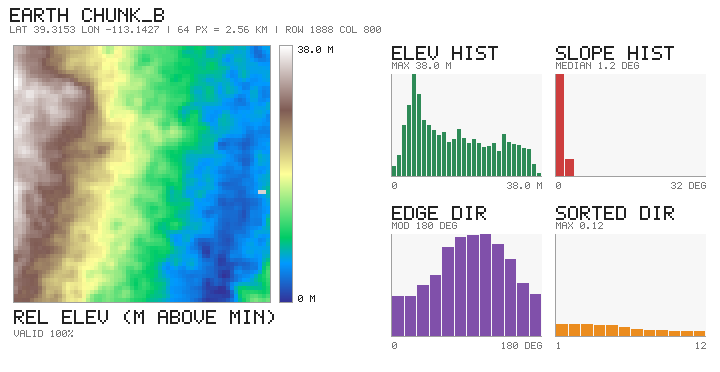 EARTH CHUNK_B
LAT 39.3153 LON -113.1427 | 64 PX = 2.56 KM | ROW 1888 COL 800
38.0 M
0 M
REL ELEV (M ABOVE MIN)
VALID 100%
ELEV HIST
MAX 38.0 M
0 38.0 M
SLOPE HIST
MEDIAN 1.2 DEG
0 32 DEG
EDGE DIR
MOD 180 DEG
0 180 DEG
SORTED DIR
MAX 0.12
1 12